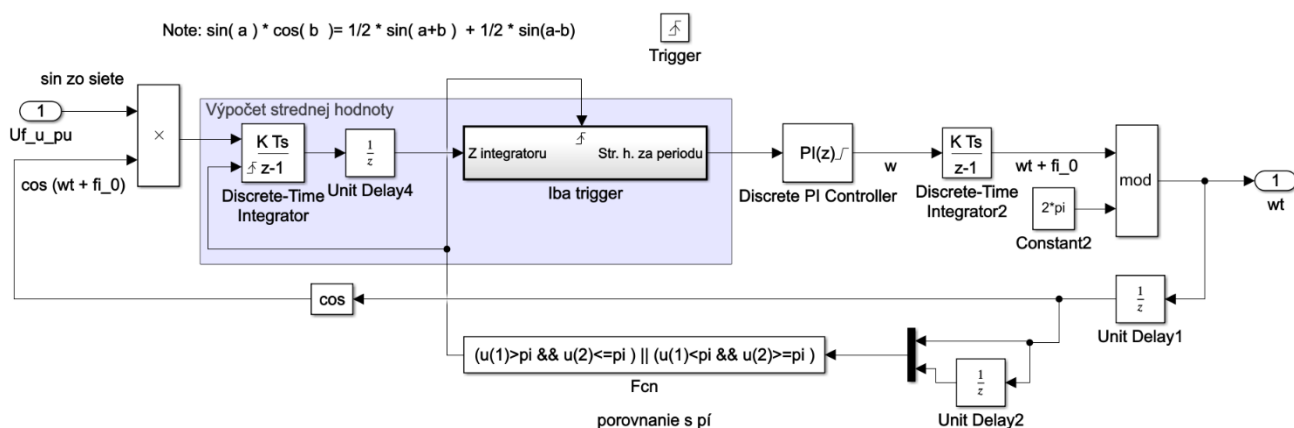 Note: sin( a ) * cos( b )= 1/2 * sin( a+b ) + 1/2 * sin(a-b)
Trigger
sin zo siete
1
Uf_u_pu
×
cos (wt + fi_0)
Výpočet strednej hodnoty
K Ts
z-1
Discrete-Time
Integrator
1
z
Unit Delay4
Z integratoru
Str. h. za periodu
Iba trigger
PI(z)
Discrete PI Controller
w
K Ts
z-1
Discrete-Time
Integrator2
wt + fi_0
2*pi
Constant2
mod
1
wt
cos
1
z
Unit Delay1
(u(1)>pi && u(2)<=pi ) || (u(1)<pi && u(2)>=pi )
Fcn
1
z
Unit Delay2
porovnanie s pí